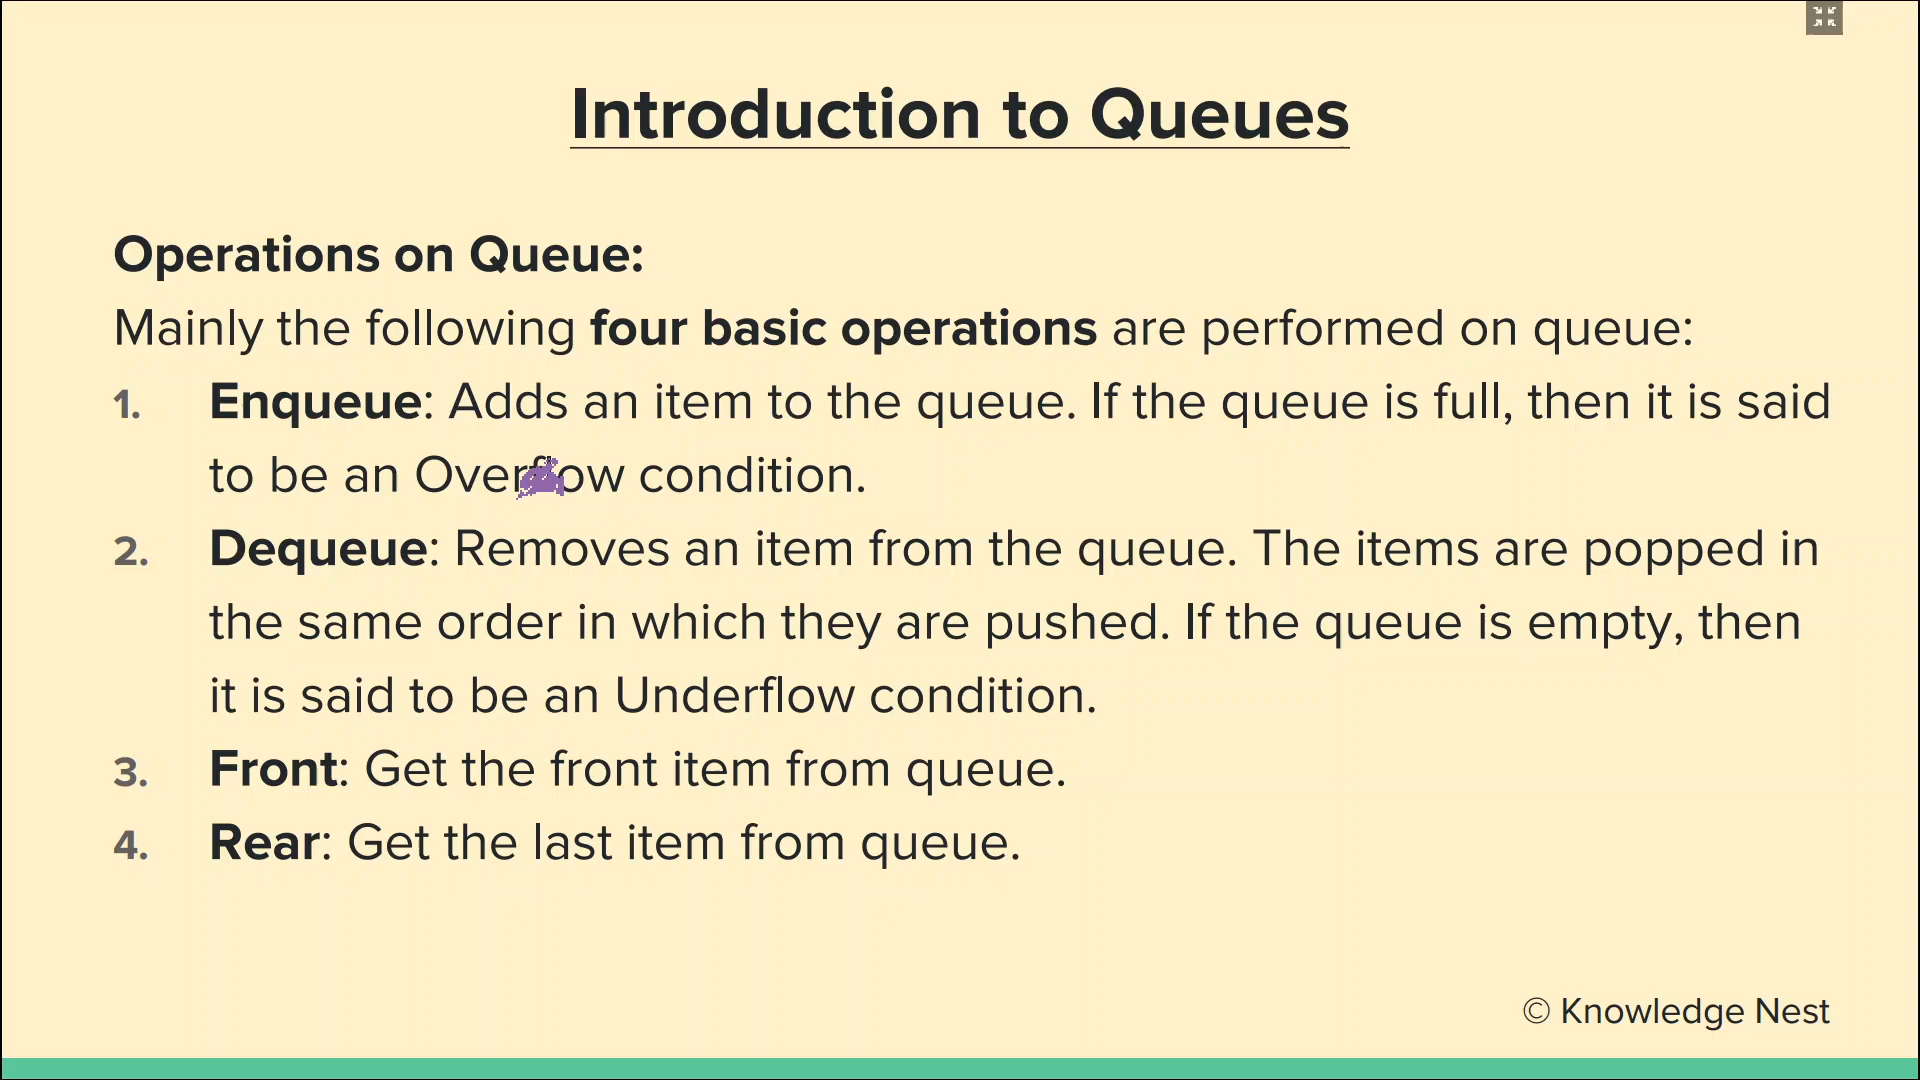 Introduction to Queues
Operations on Queue:
Mainly the following four basic operations are performed on queue:
1. Enqueue: Adds an item to the queue. If the queue is full, then it is said
to be an Overflow condition.
2. Dequeue: Removes an item from the queue. The items are popped in
the same order in which they are pushed. If the queue is empty, then
it is said to be an Underflow condition.
3. Front: Get the front item from queue.
4. Rear: Get the last item from queue.
© Knowledge Nest